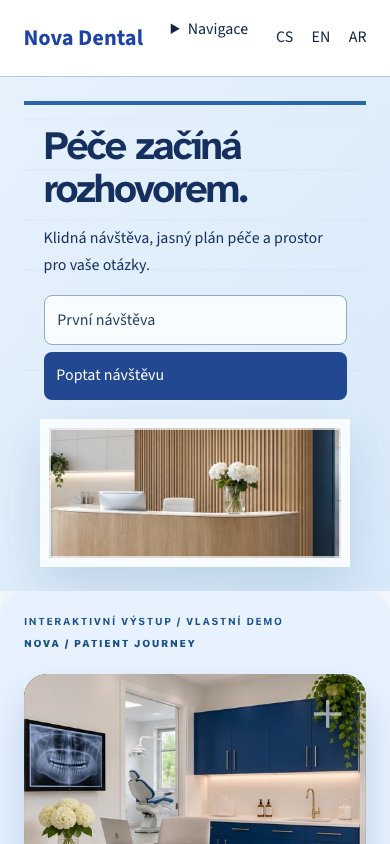 Nova Dental
Navigace
CS EN AR
Péče začíná
rozhovorem.
Klidná návštěva, jasný plán péče a prostor
pro vaše otázky.
První návštěva
Poptat návštěvu
INTERAKTIVNÍ VÝSTUP / VLASTNÍ DEMO
NOVA / PATIENT JOURNEY